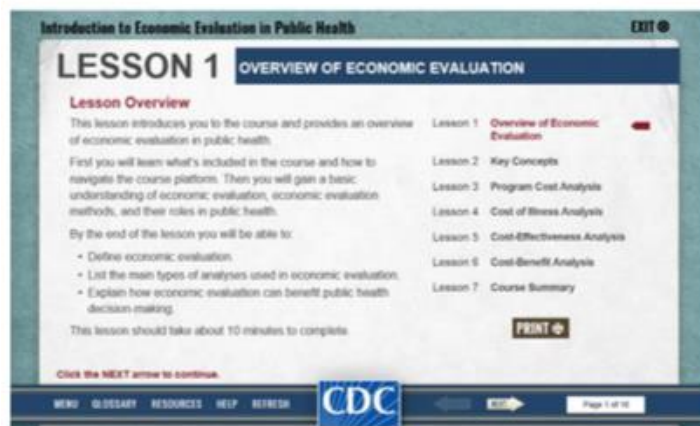 Introduction to Economic Evaluation in Public Health
EXIT
LESSON 1
OVERVIEW OF ECONOMIC EVALUATION
Lesson Overview
This lesson introduces you to the course and provides an overview
of economic evaluation in public health.
First you will learn what's included in the course and how to
navigate the course platform. Then you will gain a basic
understanding of economic evaluation, economic evaluation
methods, and their roles in public health.
By the end of the lesson you will be able to:
• Define economic evaluation.
• List the main types of analyses used in economic evaluation.
• Explain how economic evaluation can benefit public health
decision-making.
This lesson should take about 10 minutes to complete.
Click the NEXT arrow to continue.
Lesson 1 Overview of Economic
Evaluation
Lesson 2 Key Concepts
Lesson 3 Program Cost Analysis
Lesson 4 Cost of Illness Analysis
Lesson 5 Cost-Effectiveness Analysis
Lesson 6 Cost-Benefit Analysis
Lesson 7 Course Summary
PRINT
MENU GLOSSARY RESOURCES HELP REFRESH
CDC
NEXT
Page 1 of 16